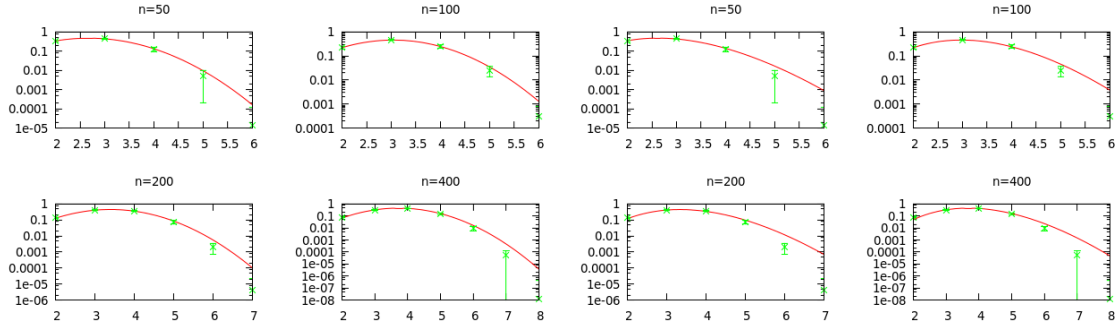 n=50 n=100 n=50 n=100
1 1 1 1
0.1 0.1 0.1 0.1
0.01 0.01 0.01 0.01
0.001 0.001 0.001 0.001
0.0001 0.0001
1e-05 0.0001 1e-05 0.0001
2 2.5 3 3.5 4 4.5 5 5.5 6 2 2.5 3 3.5 4 4.5 5 5.5 6 2 2.5 3 3.5 4 4.5 5 5.5 6 2 2.5 3 3.5 4 4.5 5 5.5 6
n=200 n=400 n=200 n=400
1 1 1 1
0.1 0.1 0.1 0.1
0.01 0.01 0.01 0.01
0.001 0.001 0.001 0.001
0.0001 0.0001 0.0001 0.0001
1e-05 1e-05 1e-05 1e-05
1e-06 1e-06 1e-06 1e-06
1e-07 1e-07
1e-08 1e-08
2 3 4 5 6 7 2 3 4 5 6 7 8 2 3 4 5 6 7 2 3 4 5 6 7 8